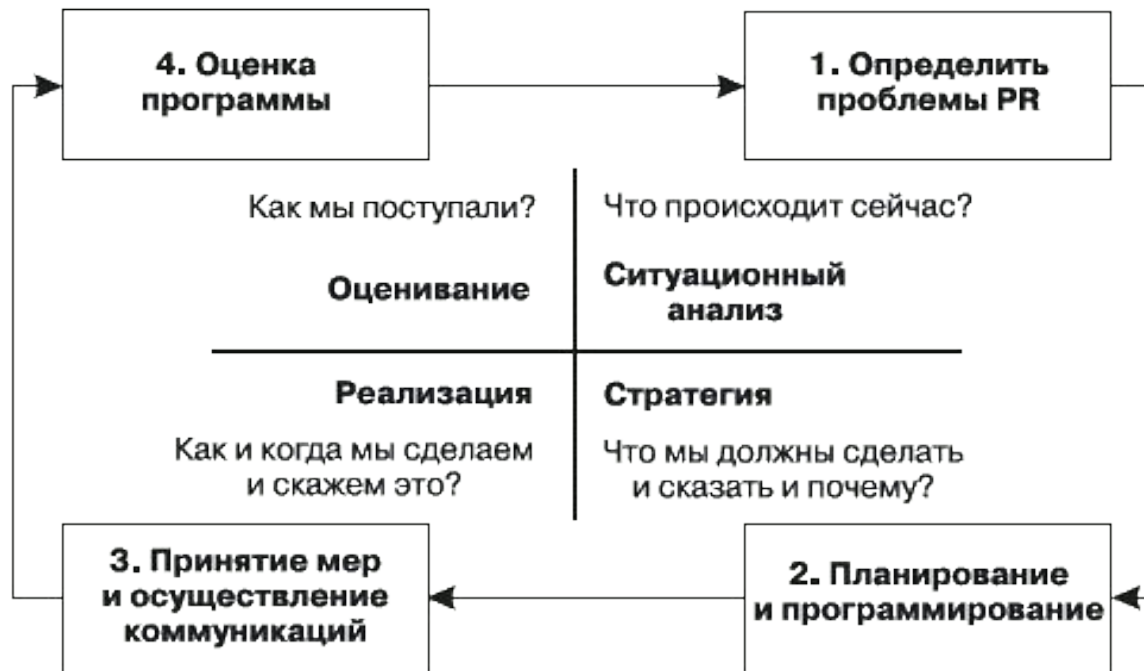 4. Оценка
программы
1. Определить
проблемы PR
Как мы поступали?
Что происходит сейчас?
Оценивание
Ситуационный
анализ
Реализация
Стратегия
Как и когда мы сделаем
и скажем это?
Что мы должны сделать
и сказать и почему?
3. Принятие мер
и осуществление
коммуникаций
2. Планирование
и программирование